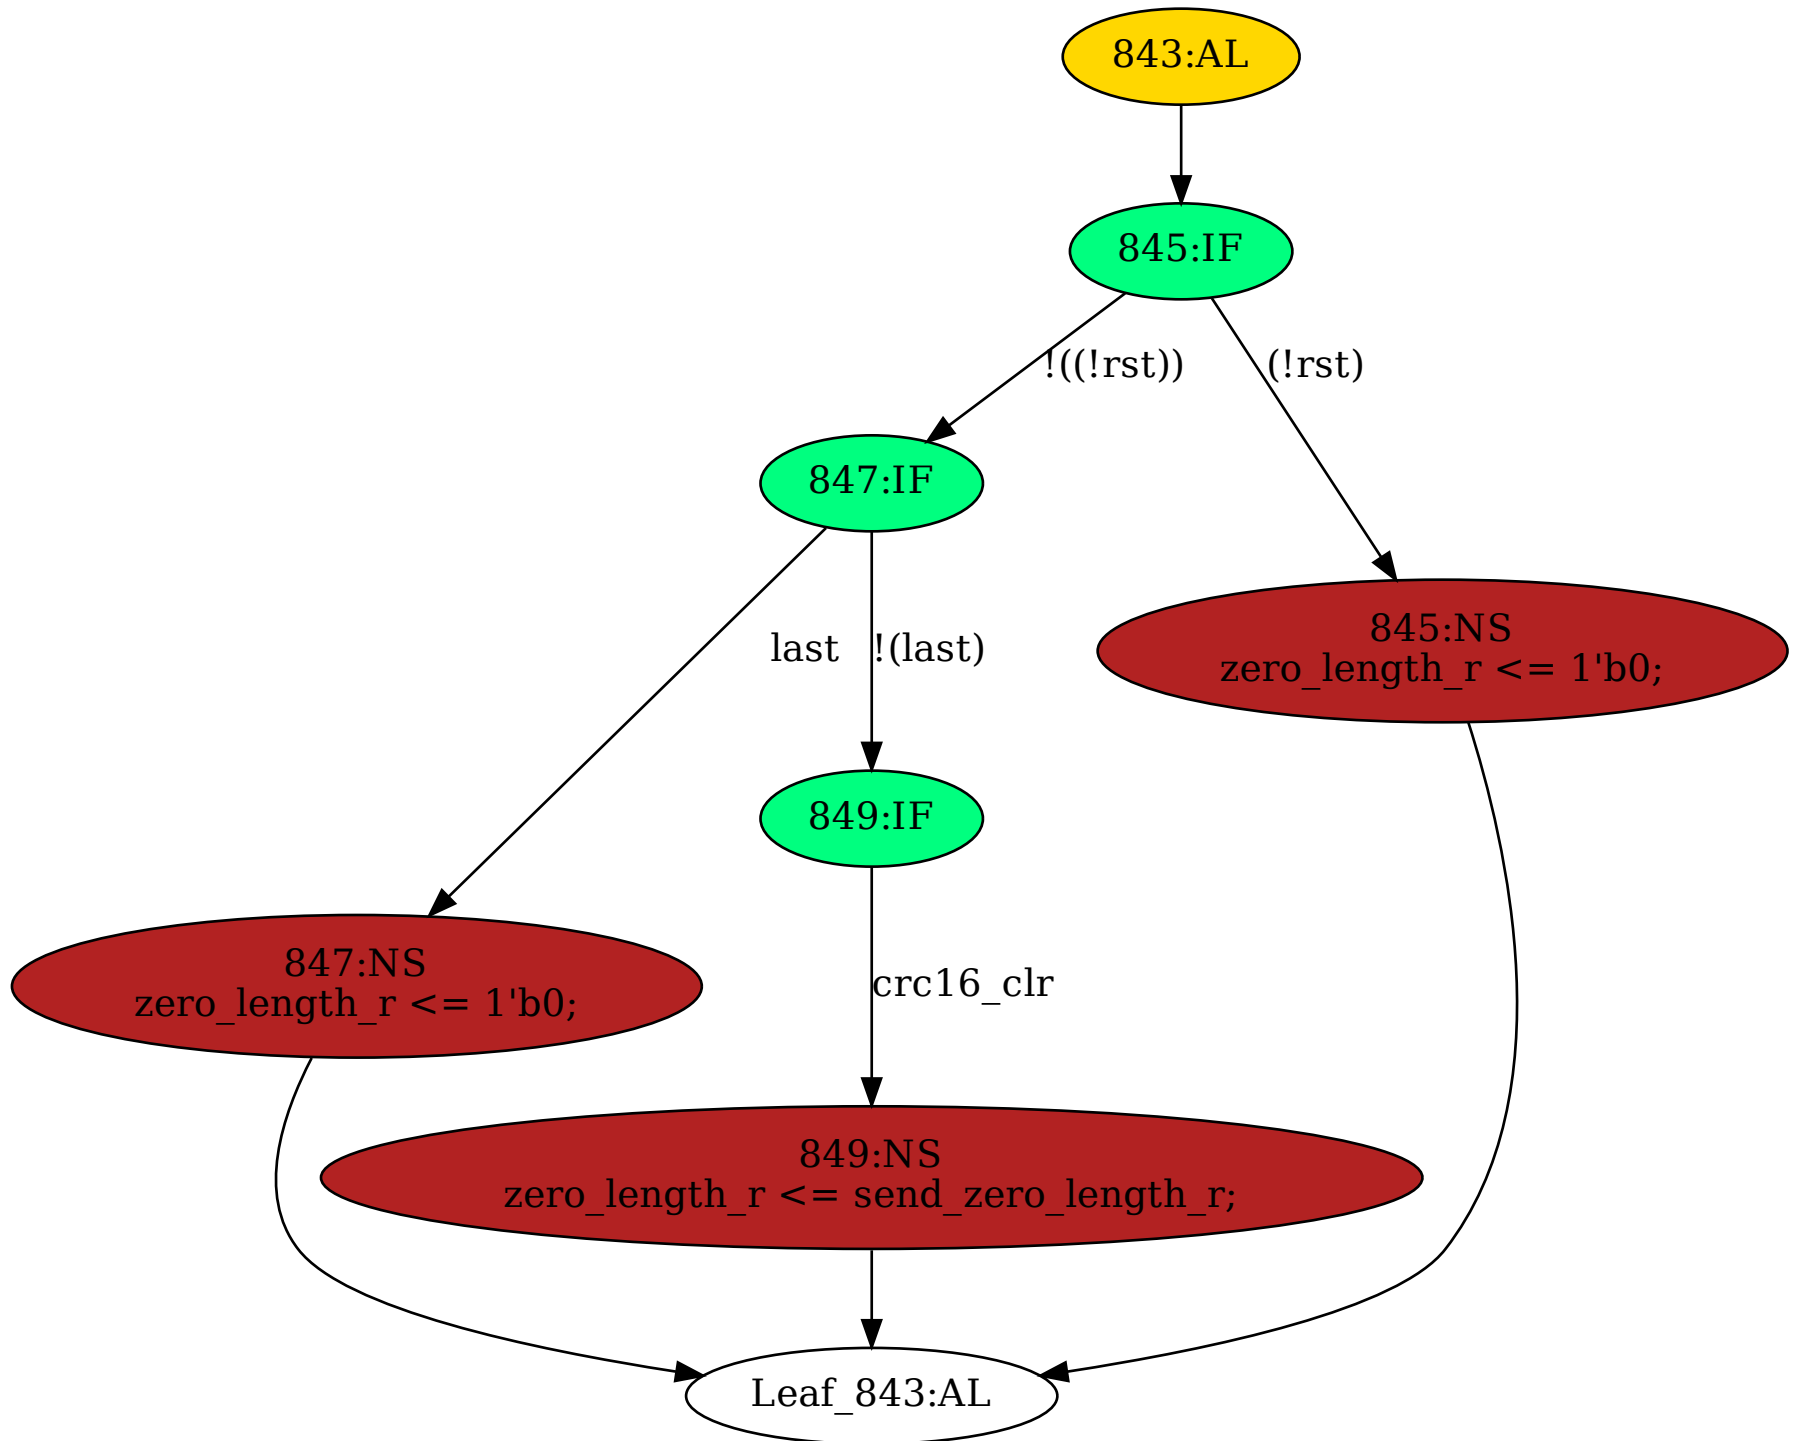 843:AL
845:IF
!((!rst))
(!rst)
847:IF
845:NS
zero_length_r <= 1'b0;
last
!(last)
849:IF
847:NS
zero_length_r <= 1'b0;
crc16_clr
849:NS
zero_length_r <= send_zero_length_r;
Leaf_843:AL